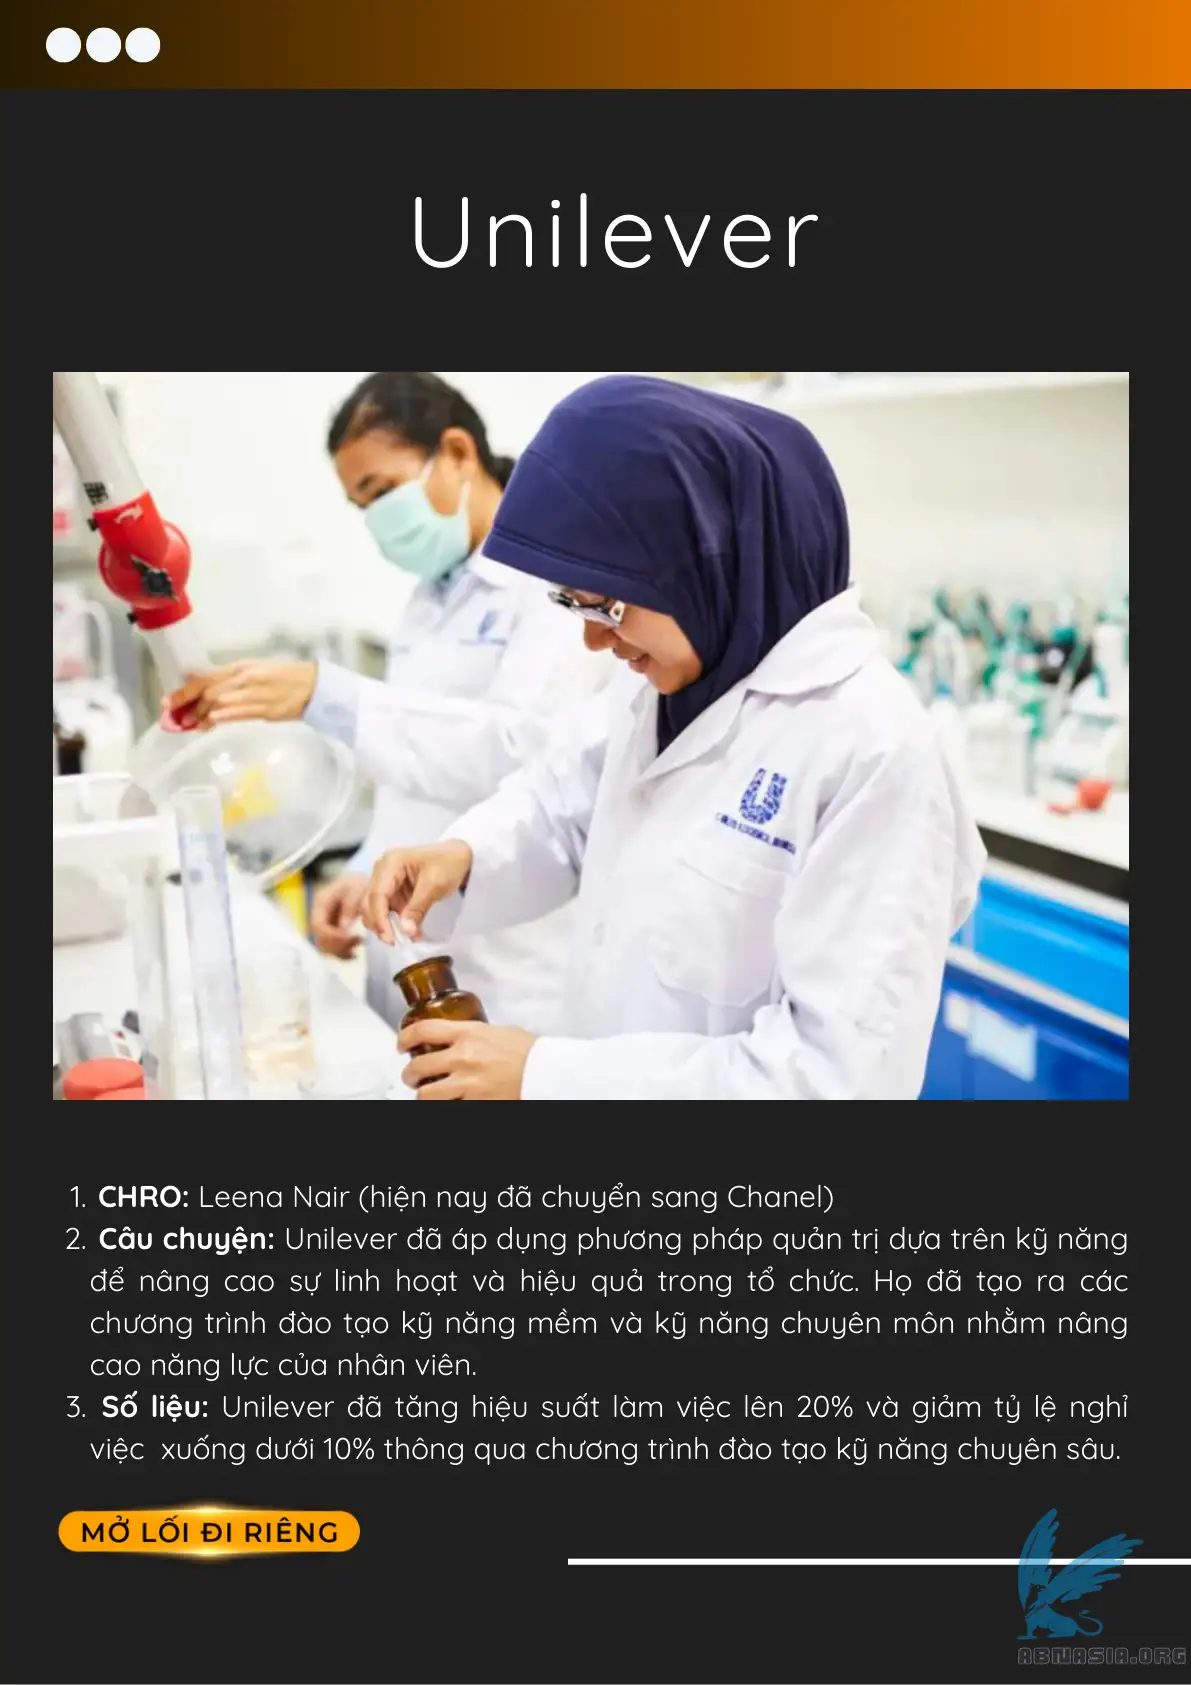 Unilever
1. CHRO: Leena Nair (hiện nay đã chuyển sang Chanel)
2. Câu chuyện: Unilever đã áp dụng phương pháp quản trị dựa trên kỹ năng
để nâng cao sự linh hoạt và hiệu quả trong tổ chức. Họ đã tạo ra các
chương trình đào tạo kỹ năng mềm và kỹ năng chuyên môn nhằm nâng
cao năng lực của nhân viên.
3. Số liệu: Unilever đã tăng hiệu suất làm việc lên 20% và giảm tỷ lệ nghỉ
việc xuống dưới 10% thông qua chương trình đào tạo kỹ năng chuyên sâu.
MỞ LỐI ĐI RIÊNG
ABNASIA.ORG